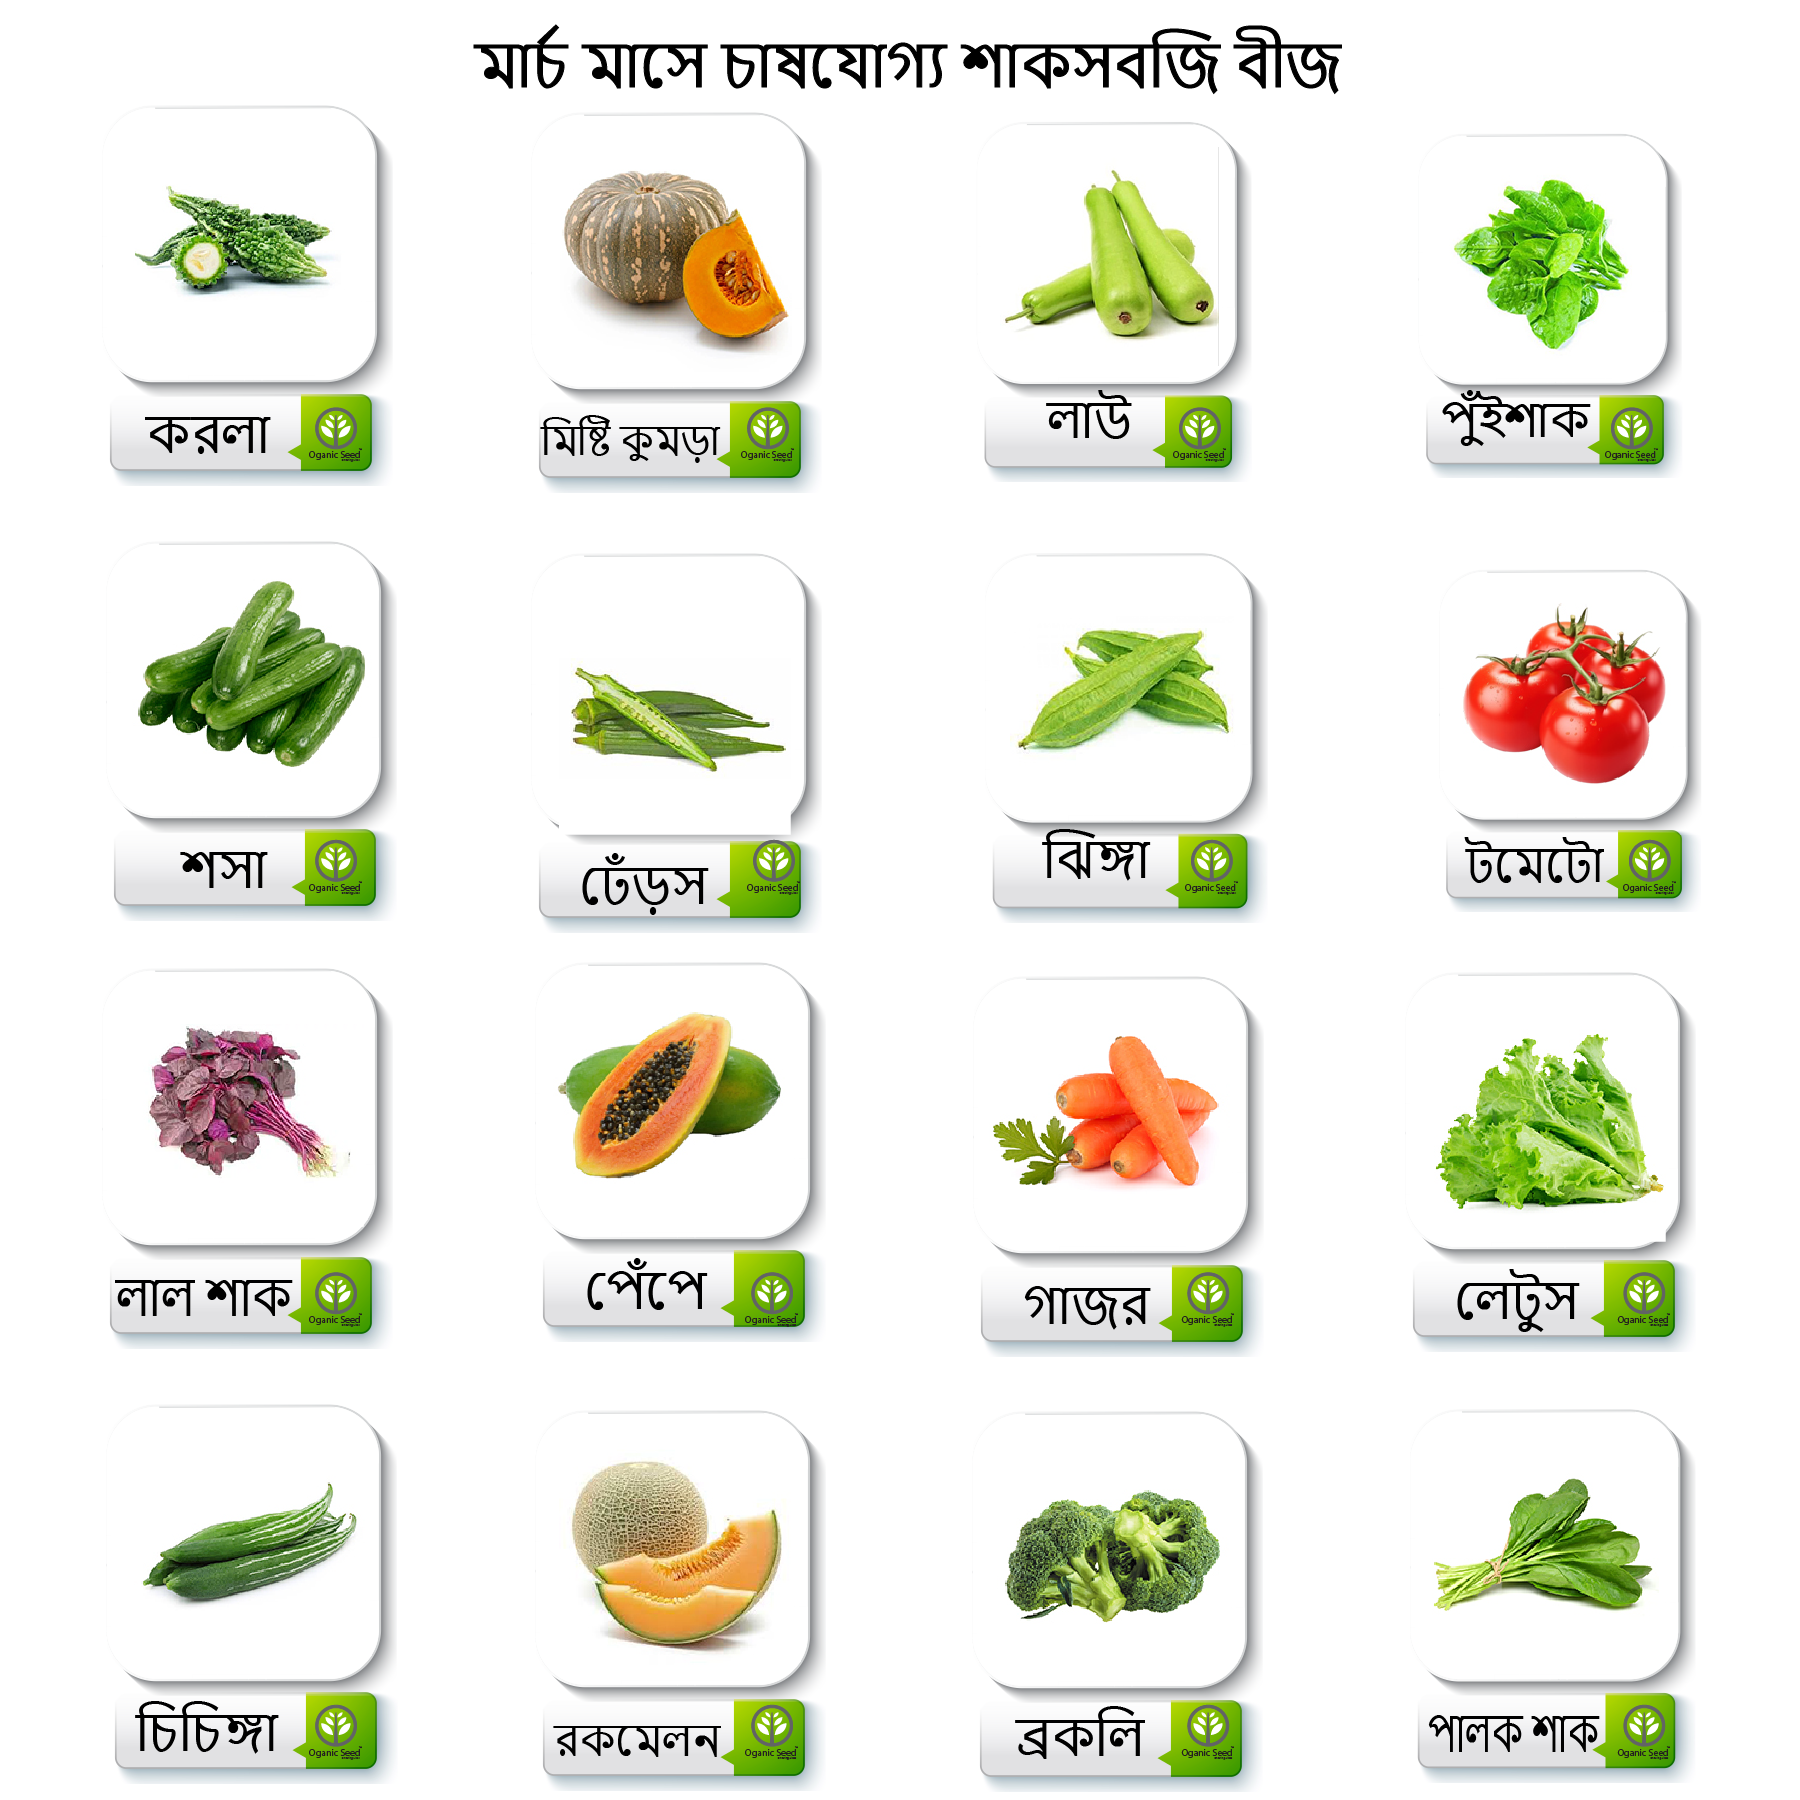 মার্চ মাসে চাষযোগ্য শাকসবজি বীজ
করলা
Oganic Seed
মিষ্টি কুমড়া
Oganic Seed
লাউ
Oganic Seed
পুঁইশাক
Oganic Seed
শসা
Oganic Seed
ঢেঁড়স
Oganic Seed
ঝিঙ্গা
Oganic Seed
টমেটো
Oganic Seed
লাল শাক
Oganic Seed
পেঁপে
Oganic Seed
গাজর
Oganic Seed
লেটুস
Oganic Seed
চিচিঙ্গা
Oganic Seed
রকমেলন
Oganic Seed
ব্রকলি
Oganic Seed
পালক শাক
Oganic Seed